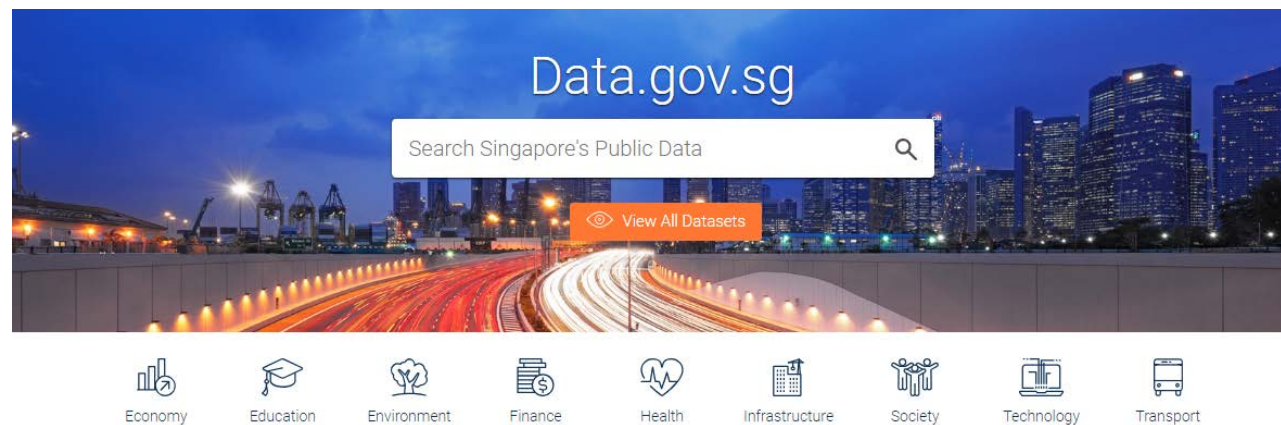 Data.gov.sg
Search Singapore's Public Data
View All Datasets
Economy Education Environment Finance Health Infrastructure Society Technology Transport